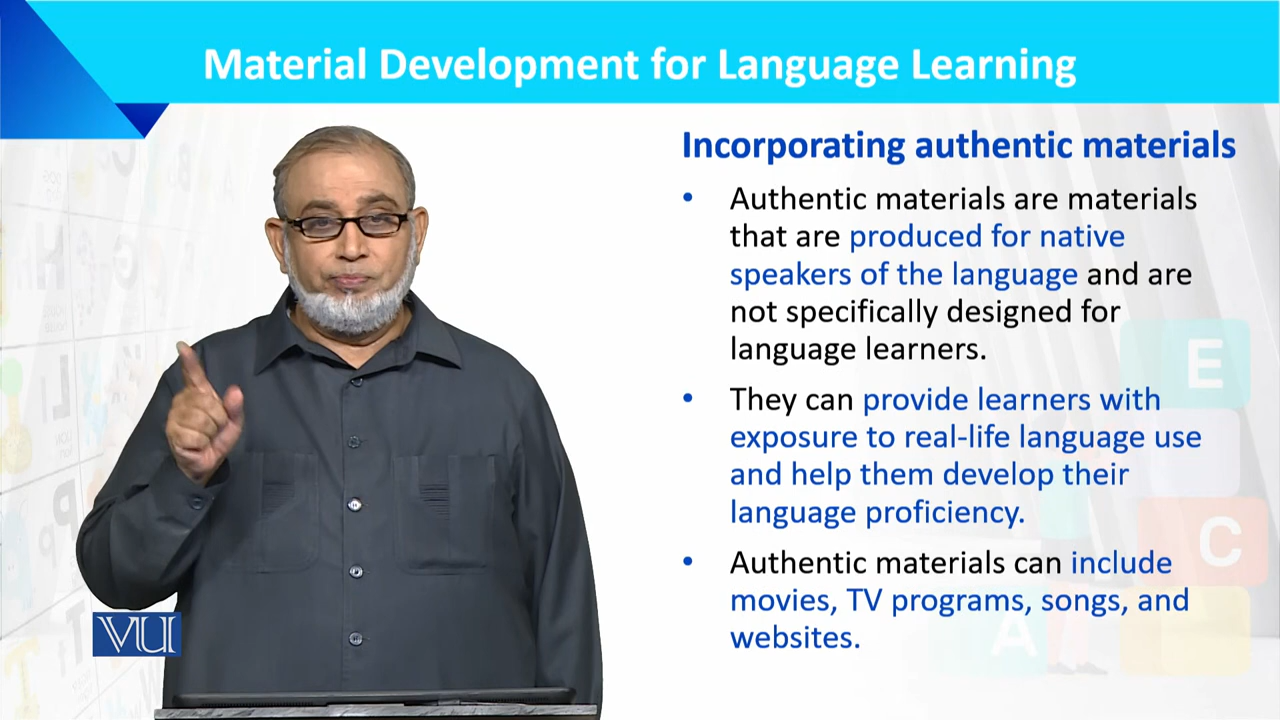 Material Development for Language Learning
Incorporating authentic materials
• Authentic materials are materials
that are produced for native
speakers of the language and are
not specifically designed for
language learners.
• They can provide learners with
exposure to real-life language use
and help them develop their
language proficiency.
• Authentic materials can include
movies, TV programs, songs, and
websites.
VU
E
C
A